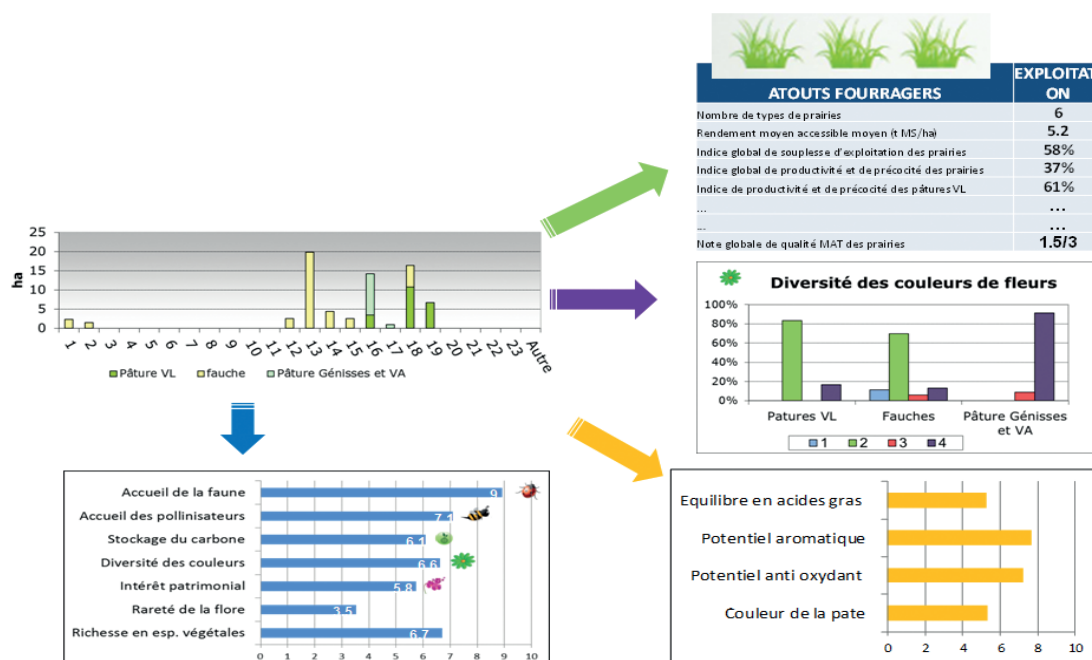 EXPLOITATI
ATOUTS FOURRAGERS ON
Nombre de types de prairies 6
Rendement moyen accessible moyen (t MS/ha) 5.2
Indice global de souplesse d'exploitation des prairies 58%
Indice global de productivité et de précocité des prairies 37%
Indice de productivité et de précocité des pâtures VL 61%
... ...
... ...
Note globale de qualité MAT des prairies 1.5/3
ha
25
20
15
10
5
0
1 2 3 4 5 6 7 8 9 10 11 12 13 14 15 16 17 18 19 20 21 22 23 Autre
Pâture VL fauche Pâture Génisses et VA
Diversité des couleurs de fleurs
100%
80%
60%
40%
20%
0%
Patures VL Fauches Pâture Génisses
et VA
1 2 3 4
Accueil de la faune 9
Accueil des pollinisateurs 7.1
Stockage du carbone 6.1
Diversité des couleurs 6.6
Intérêt patrimonial 5.8
Rareté de la flore 3.5
Richesse en esp. végétales 6.7
0 1 2 3 4 5 6 7 8 9 10
Equilibre en acides gras
Potentiel aromatique
Potentiel anti oxydant
Couleur de la pate
0 2 4 6 8 10